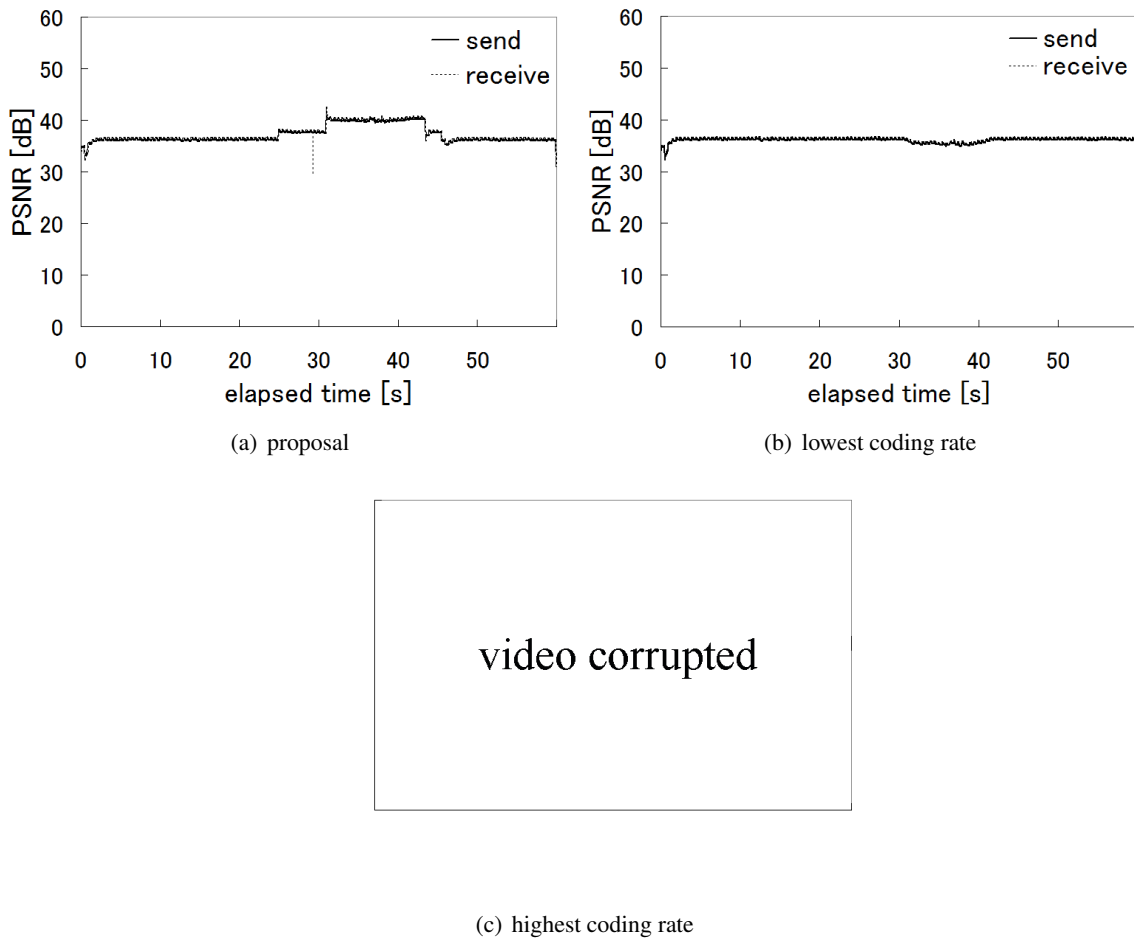 60
50
40
30
20
10
0
PSNR [dB]
send
receive
0 10 20 30 40 50
elapsed time [s]
(a) proposal
60
50
40
30
20
10
0
PSNR [dB]
send
receive
0 10 20 30 40 50
elapsed time [s]
(b) lowest coding rate
video corrupted
(c) highest coding rate